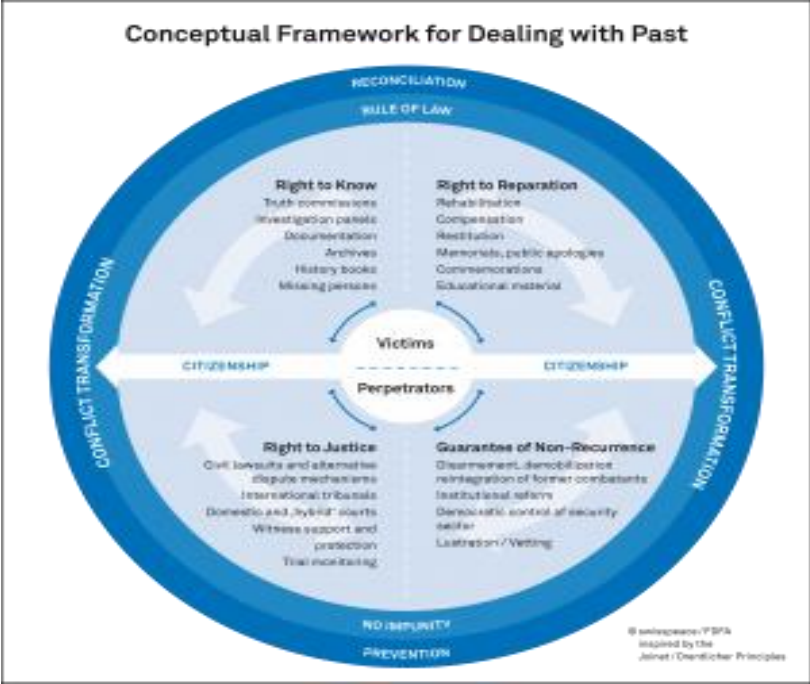 Conceptual Framework for Dealing with Past
RECONCILIATION
RULE OF LAW
Right to Know
Truth commissions
Investigation panels
Documentation
Archives
History books
Missing persons
Right to Reparation
Rehabilitation
Compensation
Restitution
Memorials, public apologies
Commemorations
Educational material
CONFLICT TRANSFORMATION
CITIZENSHIP
Victims
Perpetrators
CITIZENSHIP
CONFLICT TRANSFORMATION
Right to Justice
Civil lawsuits and alternative
dispute mechanisms
International tribunals
Domestic and „hybrid“ courts
Witness support and
protection
Trial monitoring
Guarantee of Non-Recurrence
Disarmement, demobilization
reintegration of former combatants
Institutional reform
Democratic control of security
sector
Lustration / Vetting
NO IMPUNITY
PREVENTION
© swisspeace / FDFA
inspired by the
Joinet / Orentlicher Principles